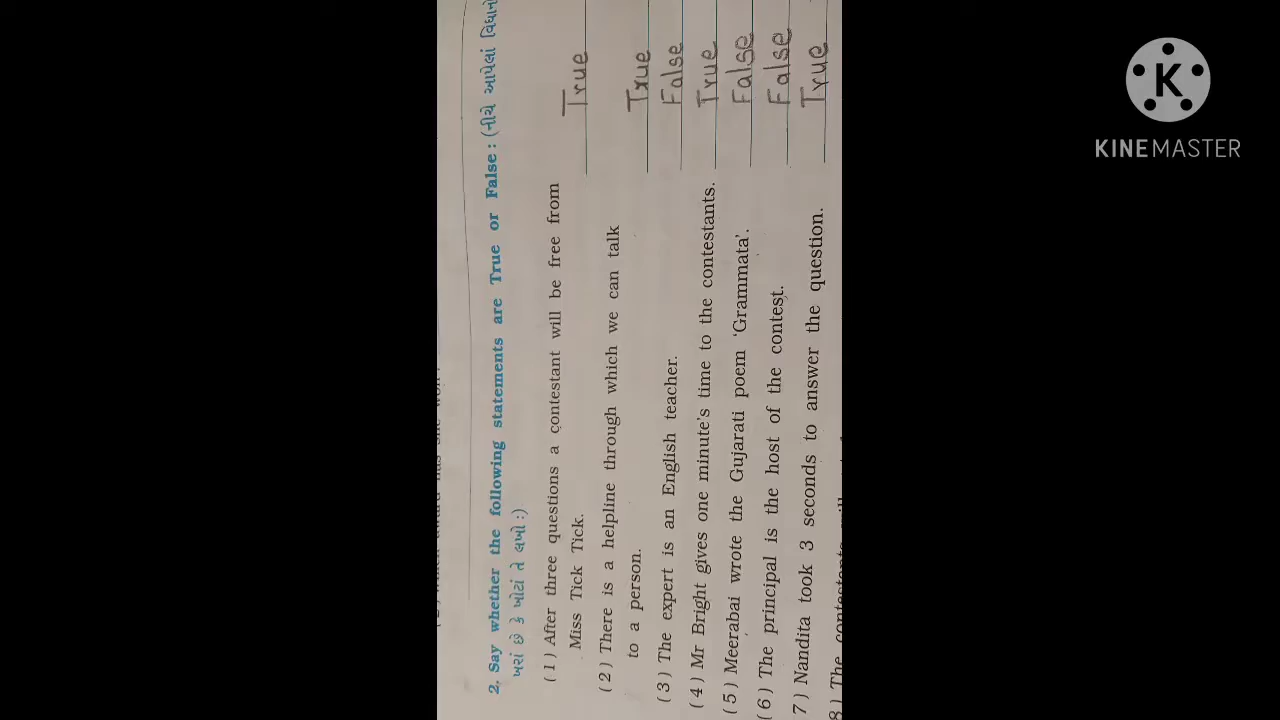 2. Say whether the following statements are True or False : (નીચે આપેલાં વિધાનો
ખરાં છે કે ખોટાં તે લખો :)
(1) After three questions a contestant will be free from
Miss Tick Tick. True
(2) There is a helpline through which we can talk
to a person. True
(3) The expert is an English teacher. False
(4) Mr Bright gives one minute's time to the contestants. True
(5) Meerabai wrote the Gujarati poem 'Grammata'. False
(6) The principal is the host of the contest. False
7) Nandita took 3 seconds to answer the question. True
8) The
K
KINEMASTER